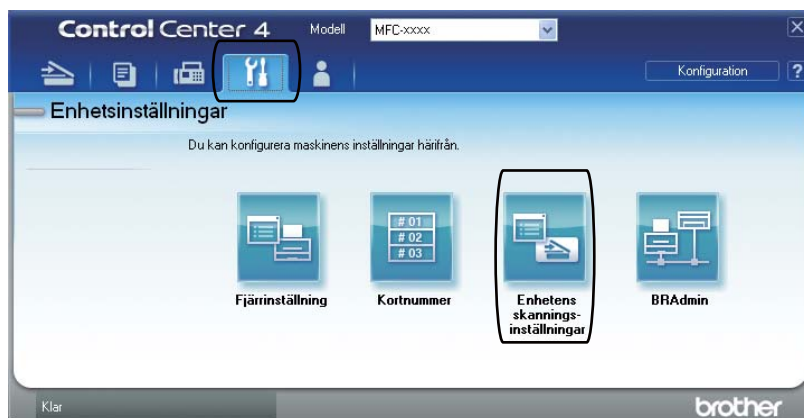 Control Center 4 Modell MFC-xxxx
Konfiguration ?
Enhetsinställningar
Du kan konfigurera maskinens inställningar härifrån.
# 01
# 02
# 03
Fjärrinställning
Kortnummer
Enhetens
skannings-
inställningar
BRAdmin
Klar
brother